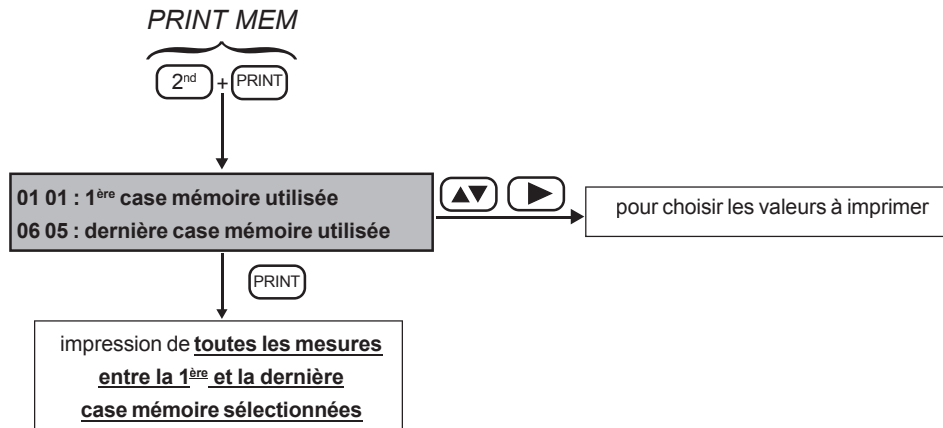 PRINT MEM
2nd + PRINT
01 01 : 1ère case mémoire utilisée
06 05 : dernière case mémoire utilisée
pour choisir les valeurs à imprimer
PRINT
impression de toutes les mesures
entre la 1ère et la dernière
case mémoire sélectionnées